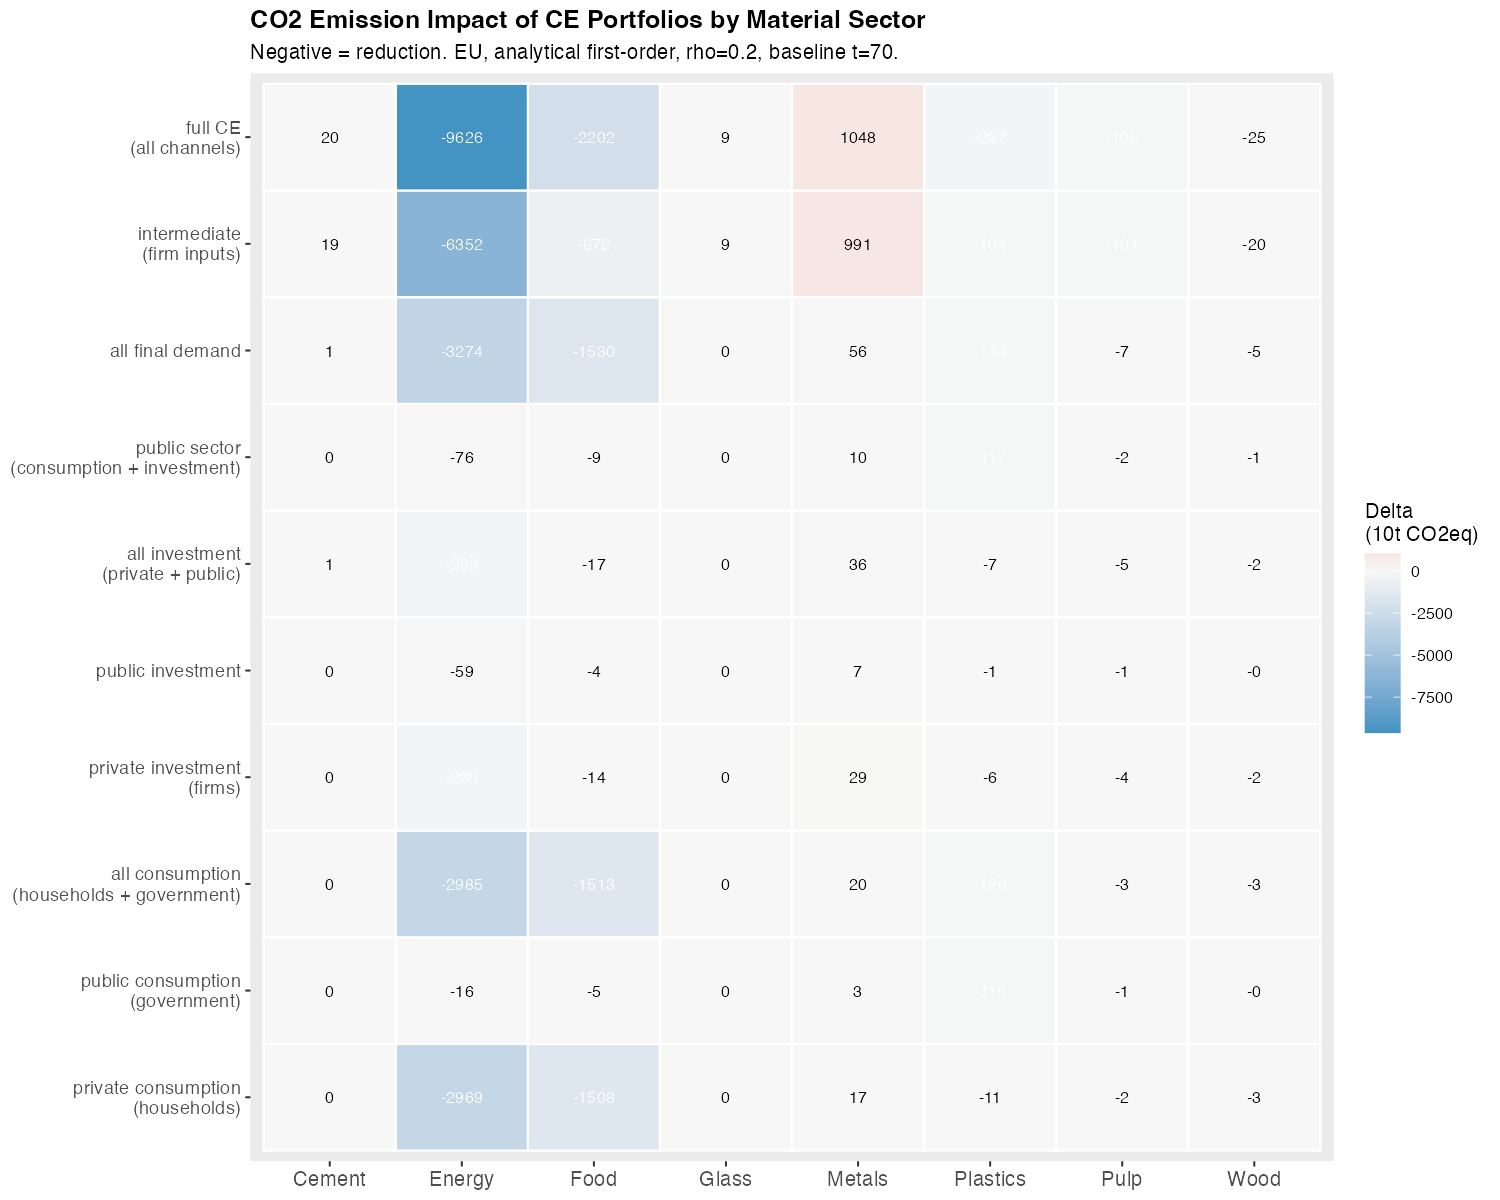 CO2 Emission Impact of CE Portfolios by Material Sector
Negative = reduction. EU, analytical first-order, rho=0.2, baseline t=70.
full CE
(all channels)
20 -9626 -2202 9 1048 -237 -108 -25
intermediate
(firm inputs)
19 -6352 -672 9 991 -104 -101 -20
all final demand
1 -3274 -1530 0 56 -134 -7 -5
public sector
(consumption + investment)
0 -76 -9 0 10 -117 -2 -1
all investment
(private + public)
1 -289 -17 0 36 -7 -5 -2
public investment
0 -59 -4 0 7 -1 -1 -0
private investment
(firms)
0 -230 -14 0 29 -6 -4 -2
all consumption
(households + government)
0 -2985 -1513 0 20 -126 -3 -3
public consumption
(government)
0 -16 -5 0 3 -115 -1 -0
private consumption
(households)
0 -2969 -1508 0 17 -11 -2 -3
Cement Energy Food Glass Metals Plastics Pulp Wood
Delta
(10t CO2eq)
0
-2500
-5000
-7500